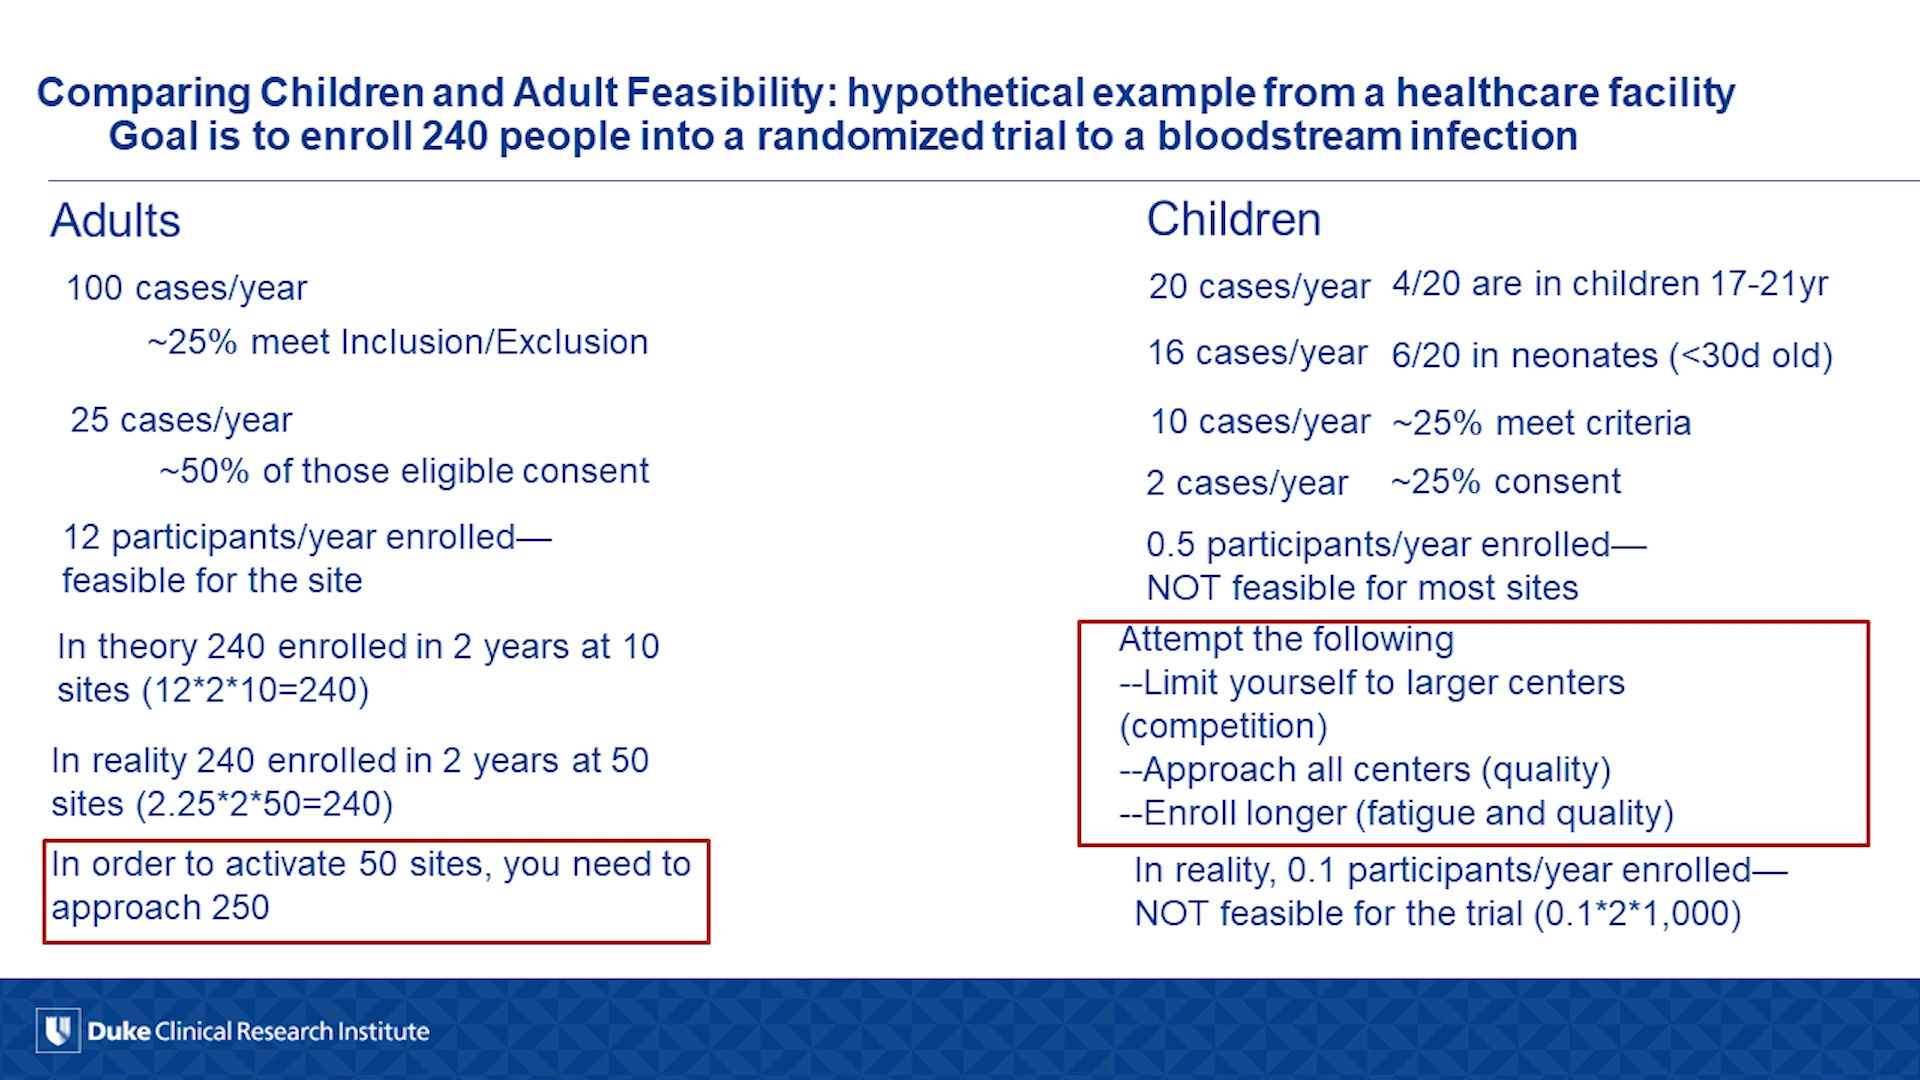 Comparing Children and Adult Feasibility: hypothetical example from a healthcare facility
Goal is to enroll 240 people into a randomized trial to a bloodstream infection
Adults
100 cases/year
~25% meet Inclusion/Exclusion
25 cases/year
~50% of those eligible consent
12 participants/year enrolled—
feasible for the site
In theory 240 enrolled in 2 years at 10
sites (12*2*10=240)
In reality 240 enrolled in 2 years at 50
sites (2.25*2*50=240)
In order to activate 50 sites, you need to
approach 250
Children
20 cases/year 4/20 are in children 17-21yr
16 cases/year 6/20 in neonates (<30d old)
10 cases/year ~25% meet criteria
2 cases/year ~25% consent
0.5 participants/year enrolled—
NOT feasible for most sites
Attempt the following
--Limit yourself to larger centers
(competition)
--Approach all centers (quality)
--Enroll longer (fatigue and quality)
In reality, 0.1 participants/year enrolled—
NOT feasible for the trial (0.1*2*1,000)
Duke Clinical Research Institute